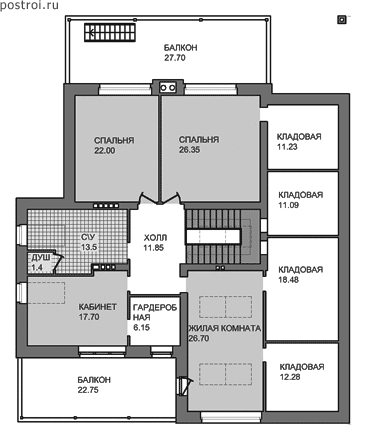 postroi.ru
БАЛКОН
27.70
СПАЛЬНЯ
22.00
СПАЛЬНЯ
26.35
КЛАДОВАЯ
11.23
КЛАДОВАЯ
11.09
С\У
13.5
ХОЛЛ
11.85
ДУШ
1.4
КЛАДОВАЯ
18.48
КАБИНЕТ
17.70
ГАРДЕРОБ
НАЯ
6.15
ЖИЛАЯ КОМНАТА
26.70
КЛАДОВАЯ
12.28
БАЛКОН
22.75